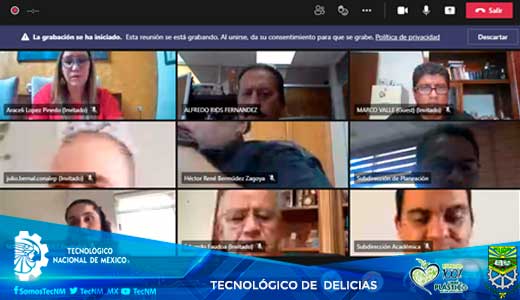 Salir
La grabación se ha iniciado. Esta reunión se está grabando. Al unirse, da su consentimiento para que se grabe. Política de privacidad
Descartar
Araceli Lopez Pinedo (Invitado)
ALFREDO BIDS FERNANDEZ
MARCO VALLE (Guest) (Invitado)
julio.bernal.conalep (Invitado)
Héctor René Bermúdez Zagoya
Subdirección de Planeación
Faudoa (Invitado)
Subdirección Académica
TECNOLÓGICO
NACIONAL DE MÉXICO
TECNOLÓGICO DE DELICIAS
SomosTecNM TecNM_MX TecNM
100%
PLÁSTICO